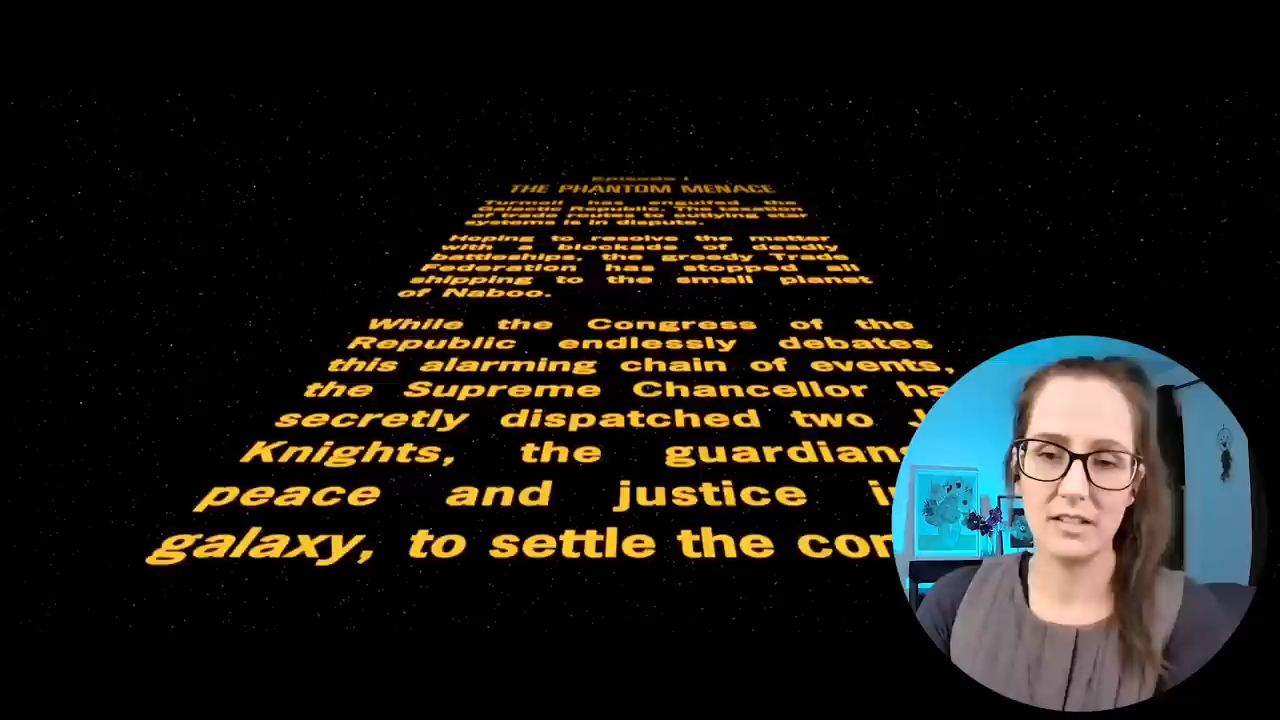 Episode I
THE PHANTOM MENACE
Turmoil has engulfed the
Galactic Republic. The taxation
of trade routes to outlying star
systems is in dispute.
Hoping to resolve the matter
with a blockade of deadly
battleships, the greedy Trade
Federation has stopped all
shipping to the small planet
of Naboo.
While the Congress of the
Republic endlessly debates
this alarming chain of events,
the Supreme Chancellor ha
secretly dispatched two J
Knights, the guardians
peace and justice i
galaxy, to settle the con